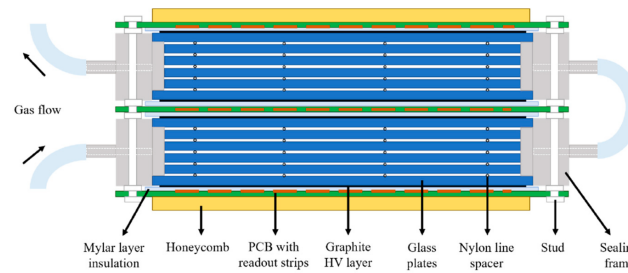 Gas flow
Mylar layer
insulation
Honeycomb
PCB with
readout strips
Graphite
HV layer
Glass
plates
Nylon line
spacer
Stud
Sealin
fram